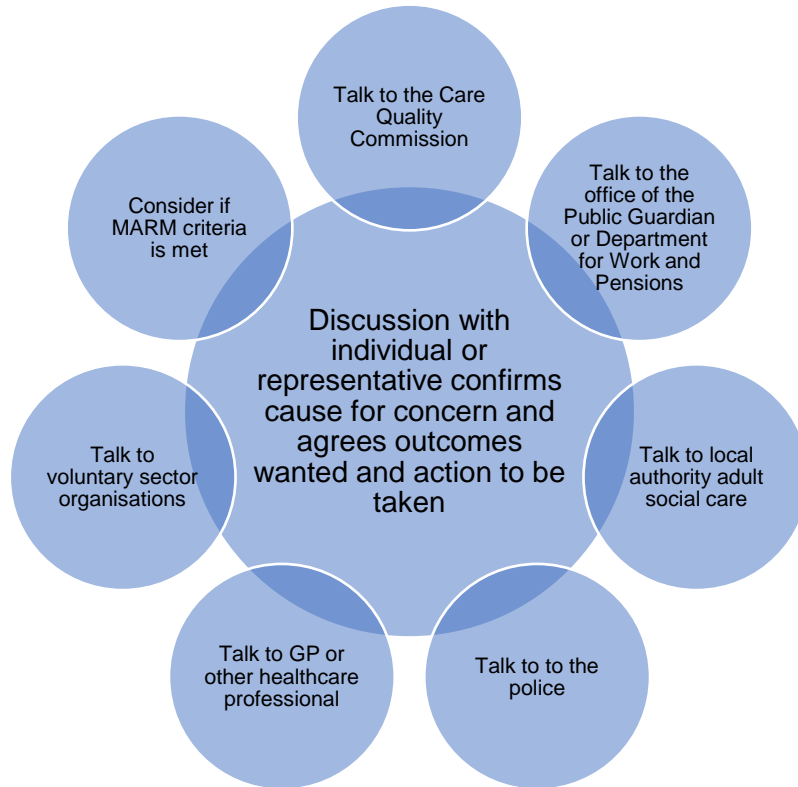 Talk to the Care
Quality
Commission
Talk to the
office of the
Public Guardian
or Department
for Work and
Pensions
Consider if
MARM criteria
is met
Discussion with
individual or
representative confirms
cause for concern and
agrees outcomes
wanted and action to be
taken
Talk to
voluntary sector
organisations
Talk to local
authority adult
social care
Talk to GP or
other healthcare
professional
Talk to to the
police